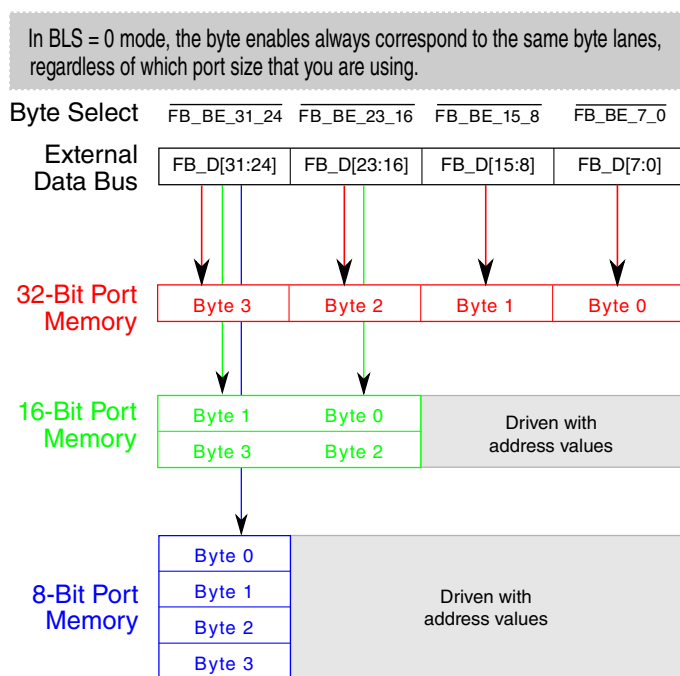 In BLS = 0 mode, the byte enables always correspond to the same byte lanes,
regardless of which port size that you are using.
Byte Select FB_BE_31_24 FB_BE_23_16 FB_BE_15_8 FB_BE_7_0
External
Data Bus
FB_D[31:24] FB_D[23:16] FB_D[15:8] FB_D[7:0]
32-Bit Port
Memory
Byte 3 Byte 2 Byte 1 Byte 0
16-Bit Port
Memory
Byte 1 Byte 0
Byte 3 Byte 2
Driven with
address values
8-Bit Port
Memory
Byte 0
Byte 1
Byte 2
Byte 3
Driven with
address values